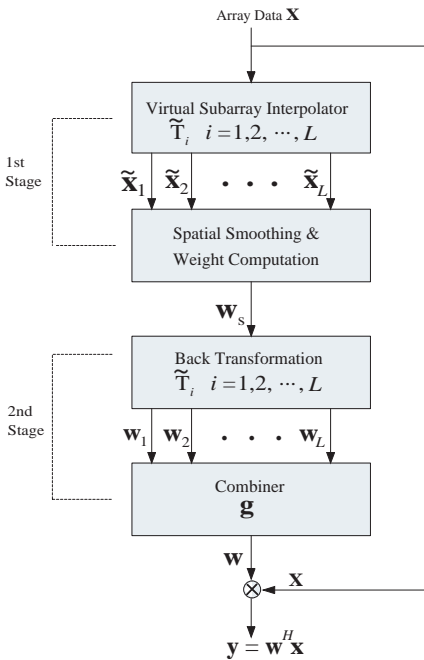 Array Data X
Virtual Subarray Interpolator
T̃ᵢ i = 1,2, ···, L
1st
Stage
x̃₁ x̃₂ · · · x̃_L
Spatial Smoothing &
Weight Computation
wₛ
Back Transformation
T̃ᵢ i = 1,2, ···, L
2nd
Stage
w₁ w₂ · · · w_L
Combiner
g
w
x
y = wᴴx